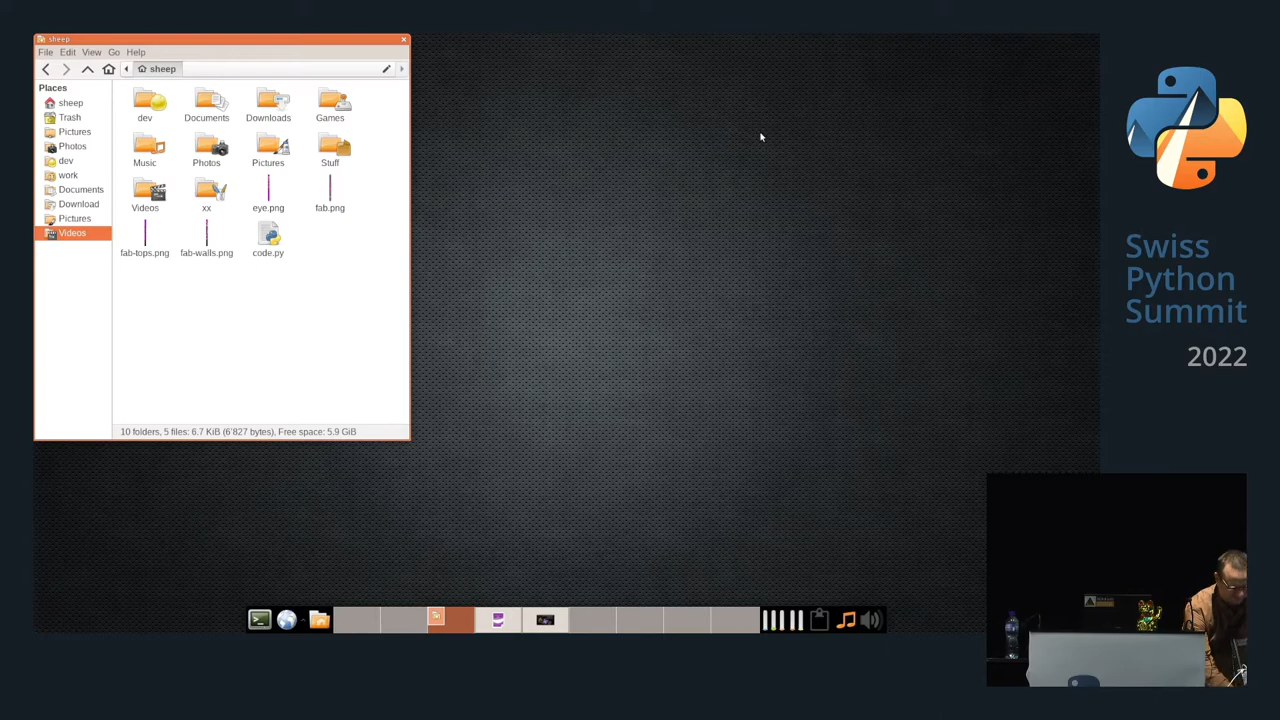 sheep
File Edit View Go Help
sheep
Places
sheep
Trash
Pictures
Photos
dev
work
Documents
Download
Pictures
Videos
dev Documents Downloads Games
Music Photos Pictures Stuff
Videos xx eye.png fab.png
fab-tops.png fab-walls.png code.py
10 folders, 5 files: 6.7 KiB (6'827 bytes), Free space: 5.9 GiB
Swiss
Python
Summit
2022